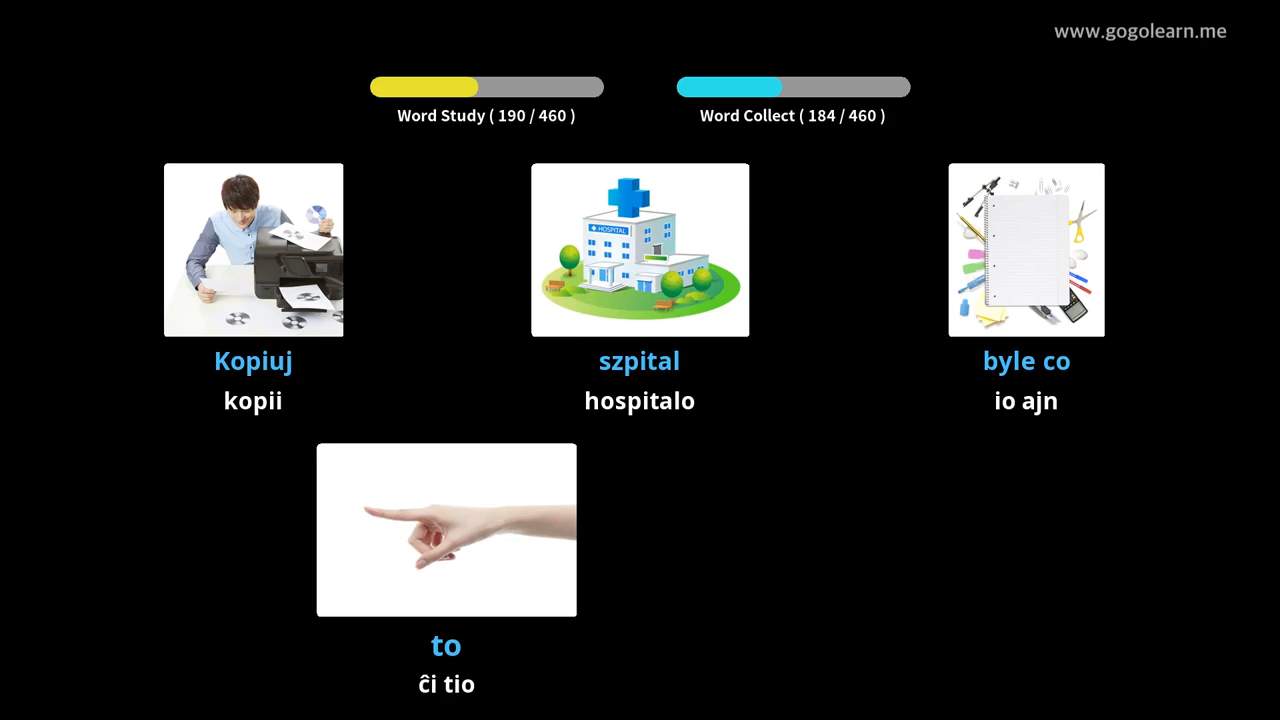 www.gogolearn.me
Word Study ( 190 / 460 )
Word Collect ( 184 / 460 )
HOSPITAL
Kopiuj
kopii
szpital
hospitalo
byle co
io ajn
to
ĉi tio